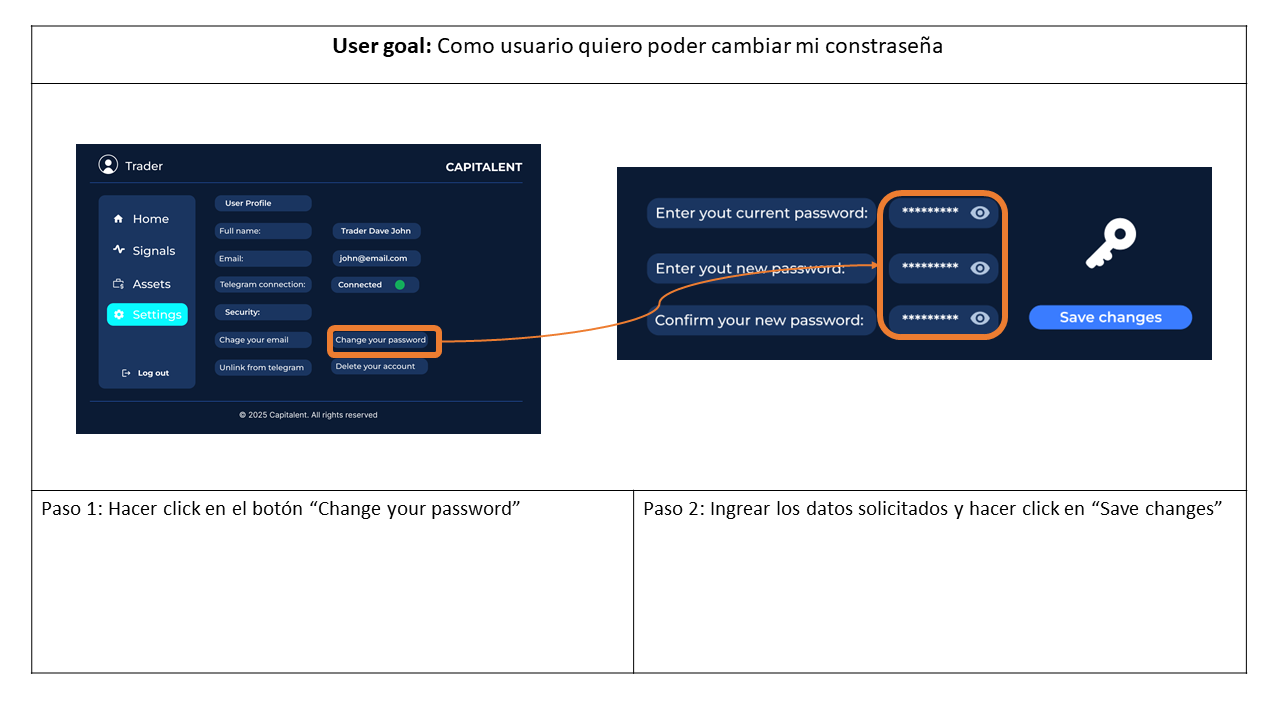 User goal: Como usuario quiero poder cambiar mi constraseña
Trader
CAPITALENT
Home
Signals
Assets
Settings
Log out
User Profile
Full name:
Trader Dave John
Email:
john@email.com
Telegram connection:
Connected
Security:
Chage your email
Change your password
Unlink from telegram
Delete your account
© 2025 Capitalent. All rights reserved
Enter yout current password:
*********
Enter yout new password:
*********
Confirm your new password:
*********
Save changes
Paso 1: Hacer click en el botón “Change your password”
Paso 2: Ingrear los datos solicitados y hacer click en “Save changes”